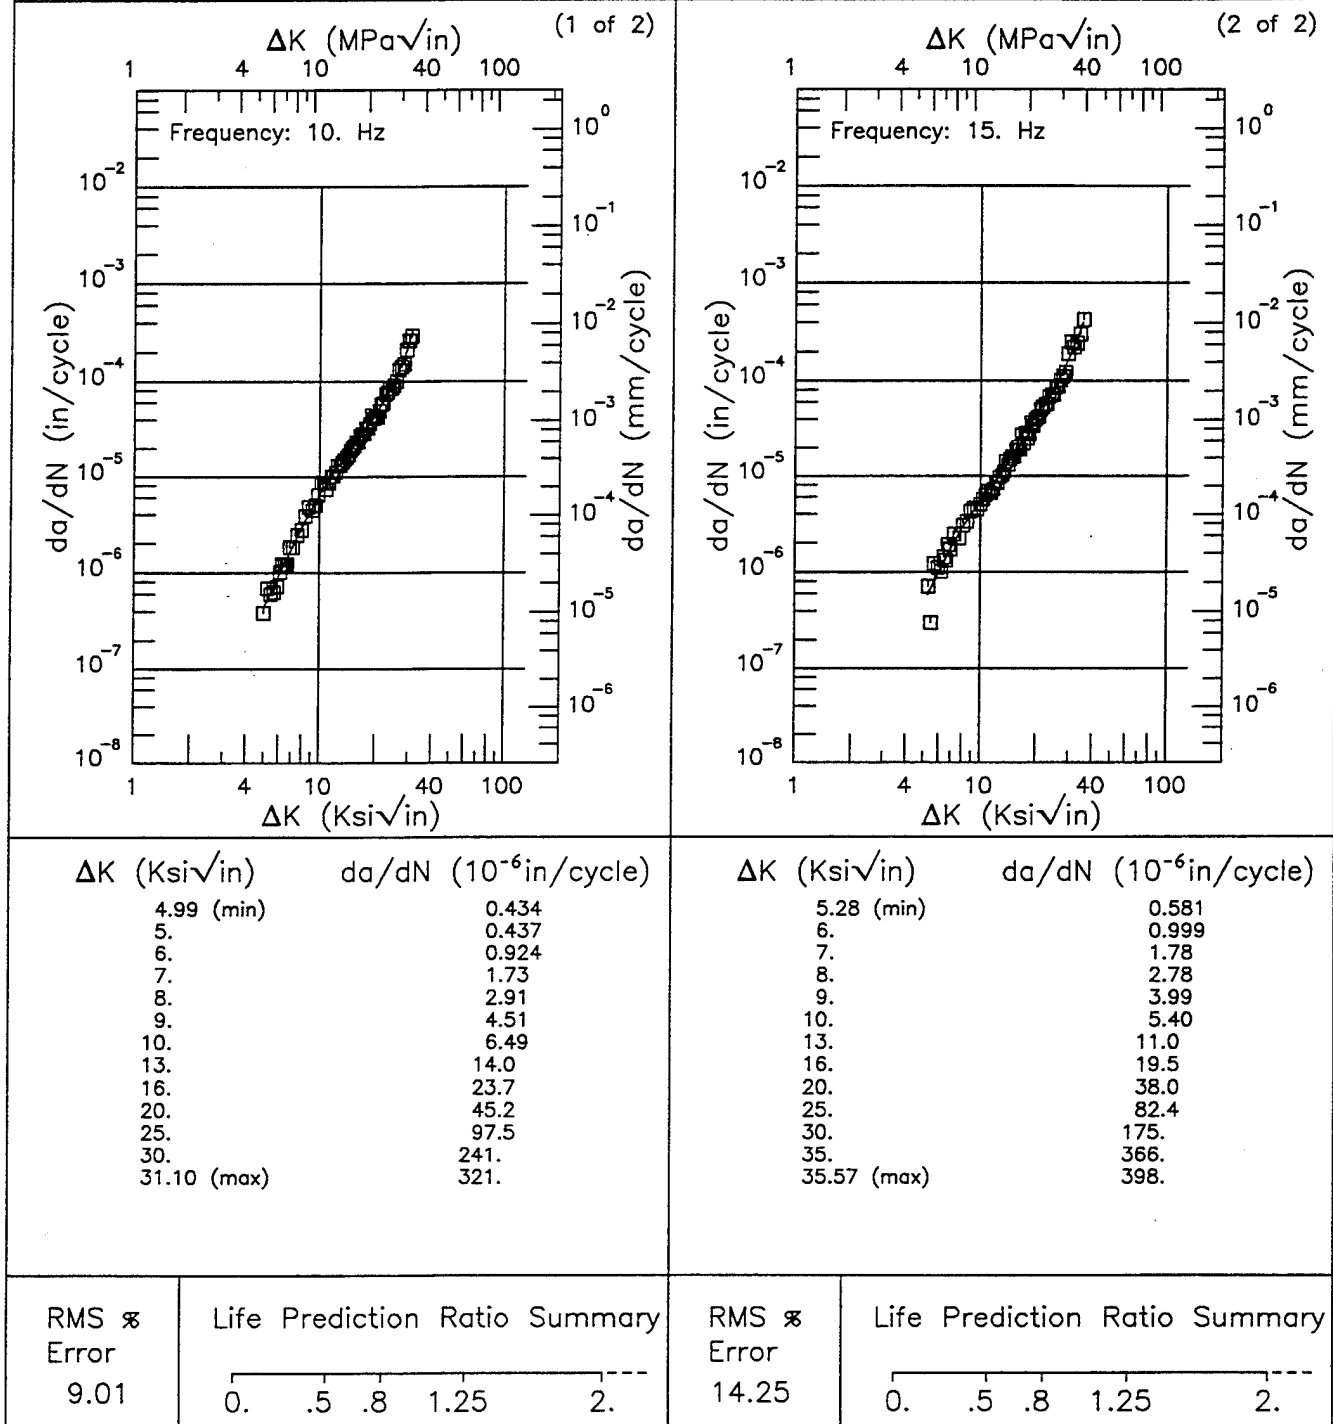 (1 of 2)
ΔK (MPa√in)
1 4 10 40 100
Frequency: 10. Hz
10⁰
10⁻²
10⁻¹
10⁻³
10⁻²
10⁻⁴
10⁻³
10⁻⁵
10⁻⁴
10⁻⁶
10⁻⁵
10⁻⁷
10⁻⁶
10⁻⁸
da/dN (in/cycle)
da/dN (mm/cycle)
1 4 10 40 100
ΔK (Ksi√in)
(2 of 2)
ΔK (MPa√in)
1 4 10 40 100
Frequency: 15. Hz
10⁰
10⁻²
10⁻¹
10⁻³
10⁻²
10⁻⁴
10⁻³
10⁻⁵
10⁻⁴
10⁻⁶
10⁻⁵
10⁻⁷
10⁻⁶
10⁻⁸
da/dN (in/cycle)
da/dN (mm/cycle)
1 4 10 40 100
ΔK (Ksi√in)
ΔK (Ksi√in) da/dN (10⁻⁶in/cycle)
4.99 (min) 0.434
5. 0.437
6. 0.924
7. 1.73
8. 2.91
9. 4.51
10. 6.49
13. 14.0
16. 23.7
20. 45.2
25. 97.5
30. 241.
31.10 (max) 321.
ΔK (Ksi√in) da/dN (10⁻⁶in/cycle)
5.28 (min) 0.581
6. 0.999
7. 1.78
8. 2.78
9. 3.99
10. 5.40
13. 11.0
16. 19.5
20. 38.0
25. 82.4
30. 175.
35. 366.
35.57 (max) 398.
RMS %
Error
9.01
Life Prediction Ratio Summary
0. .5 .8 1.25 2.
RMS %
Error
14.25
Life Prediction Ratio Summary
0. .5 .8 1.25 2.